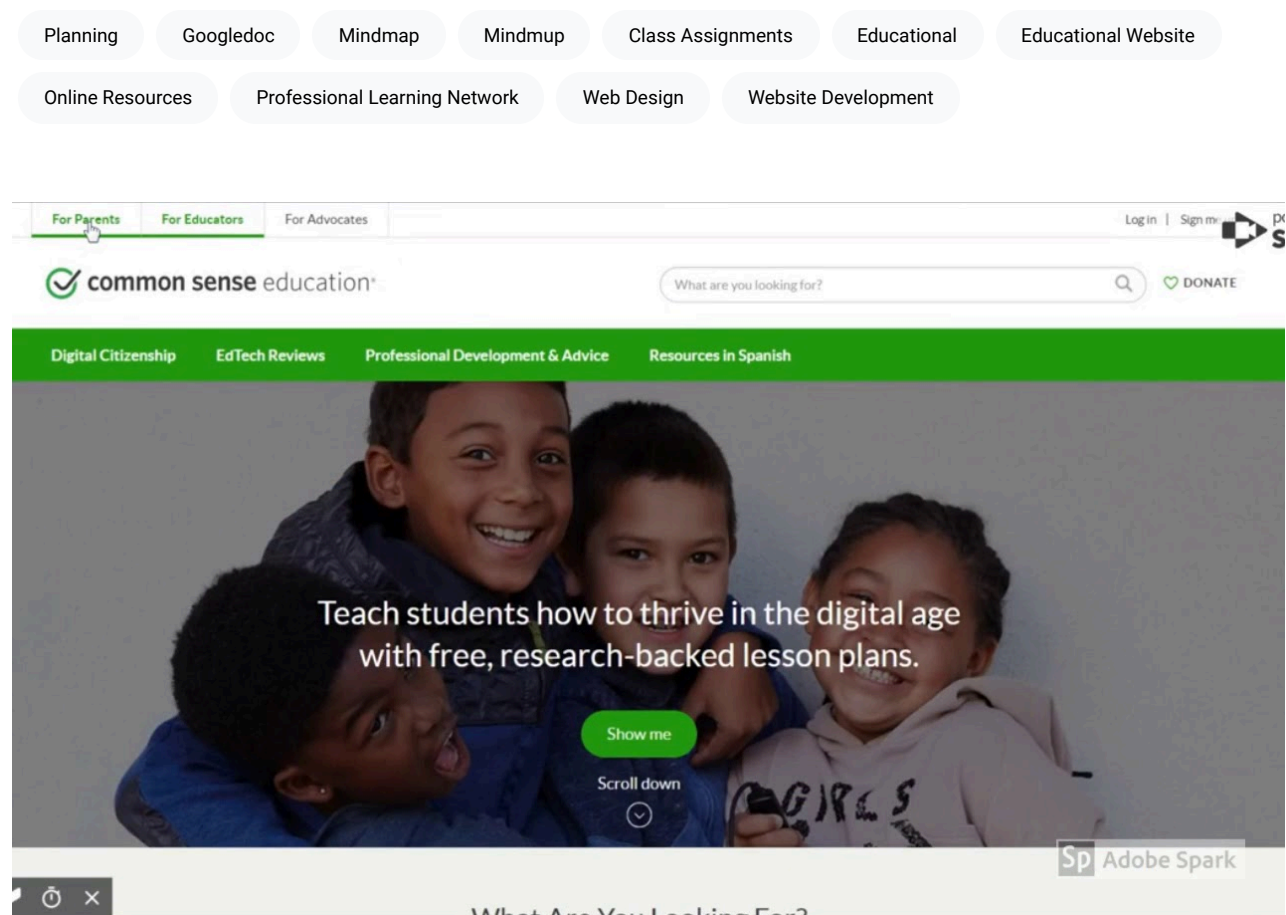 Planning Googledoc Mindmap Mindmup Class Assignments Educational Educational Website
Online Resources Professional Learning Network Web Design Website Development
For Parents For Educators For Advocates Log in | Sign me
common sense education
What are you looking for? DONATE
Digital Citizenship EdTech Reviews Professional Development & Advice Resources in Spanish
Teach students how to thrive in the digital age
with free, research-backed lesson plans.
Show me
Scroll down
GIRLS
Sp Adobe Spark
What Are You Looking For?